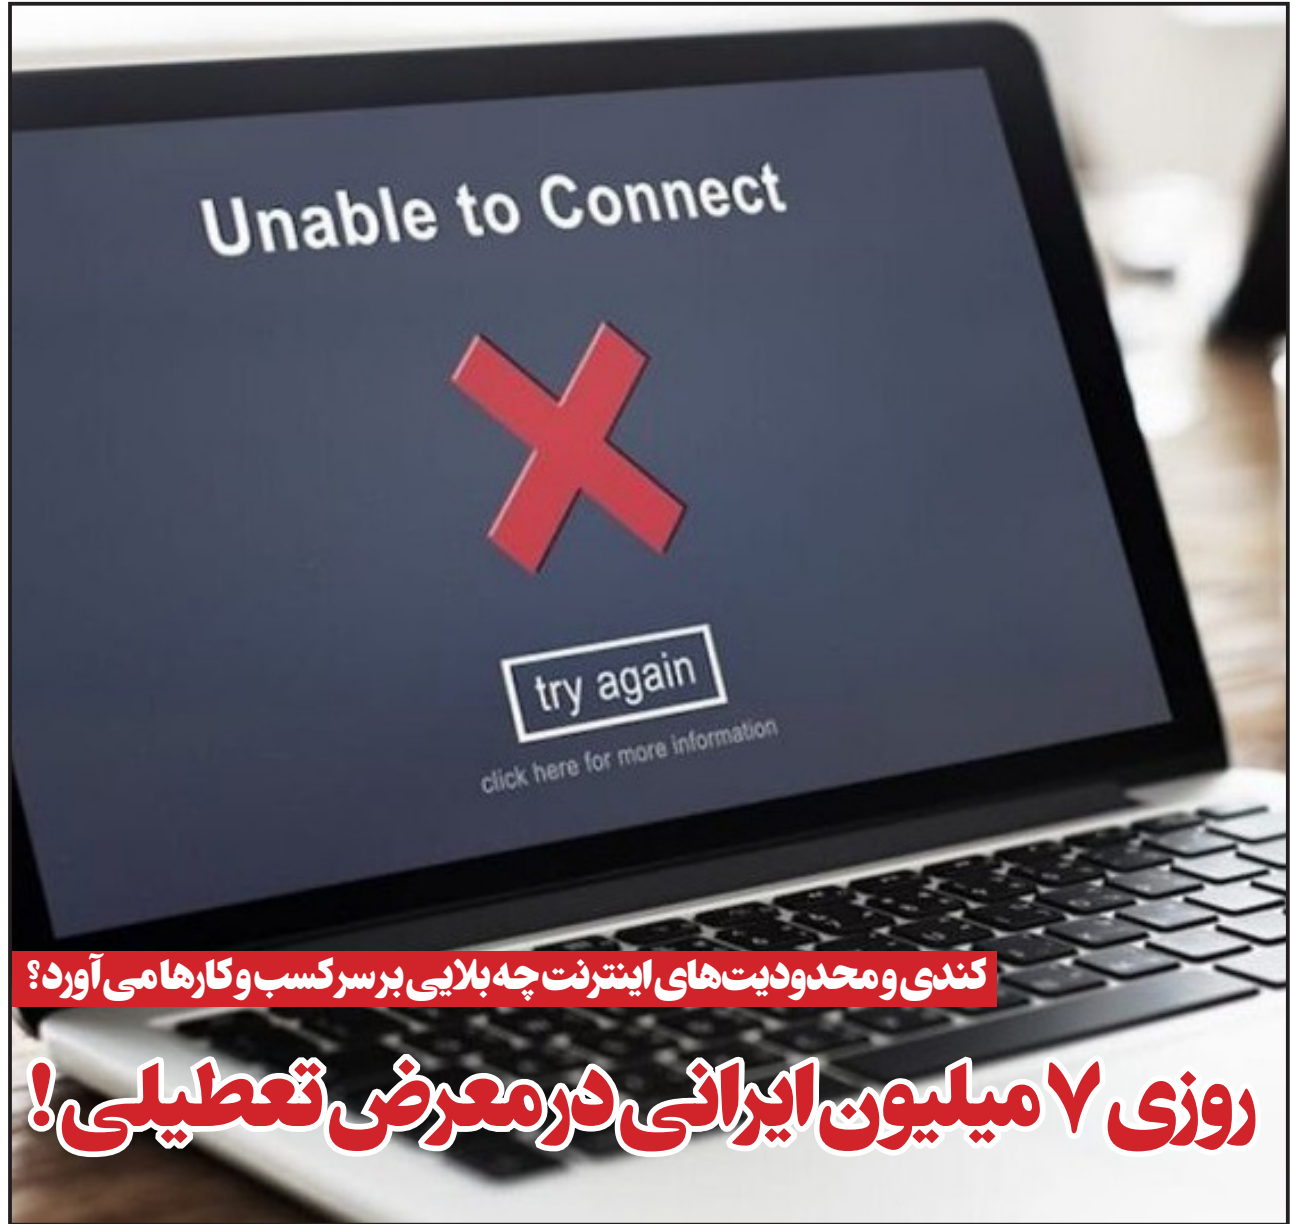 Unable to Connect
try again
click here for more information
کندی و محدودیت‌های اینترنت چه بلایی بر سر کسب و کارها می‌آورد؟
روزی ۷ میلیون ایرانی در معرض تعطیلی!